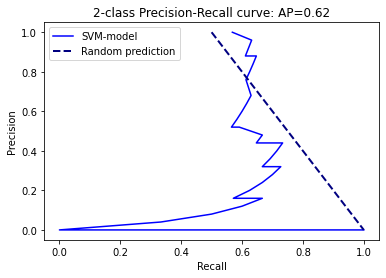 2-class Precision-Recall curve: AP=0.62
SVM-model
Random prediction
1.0
0.8
0.6
0.4
0.2
0.0
Precision
0.0 0.2 0.4 0.6 0.8 1.0
Recall